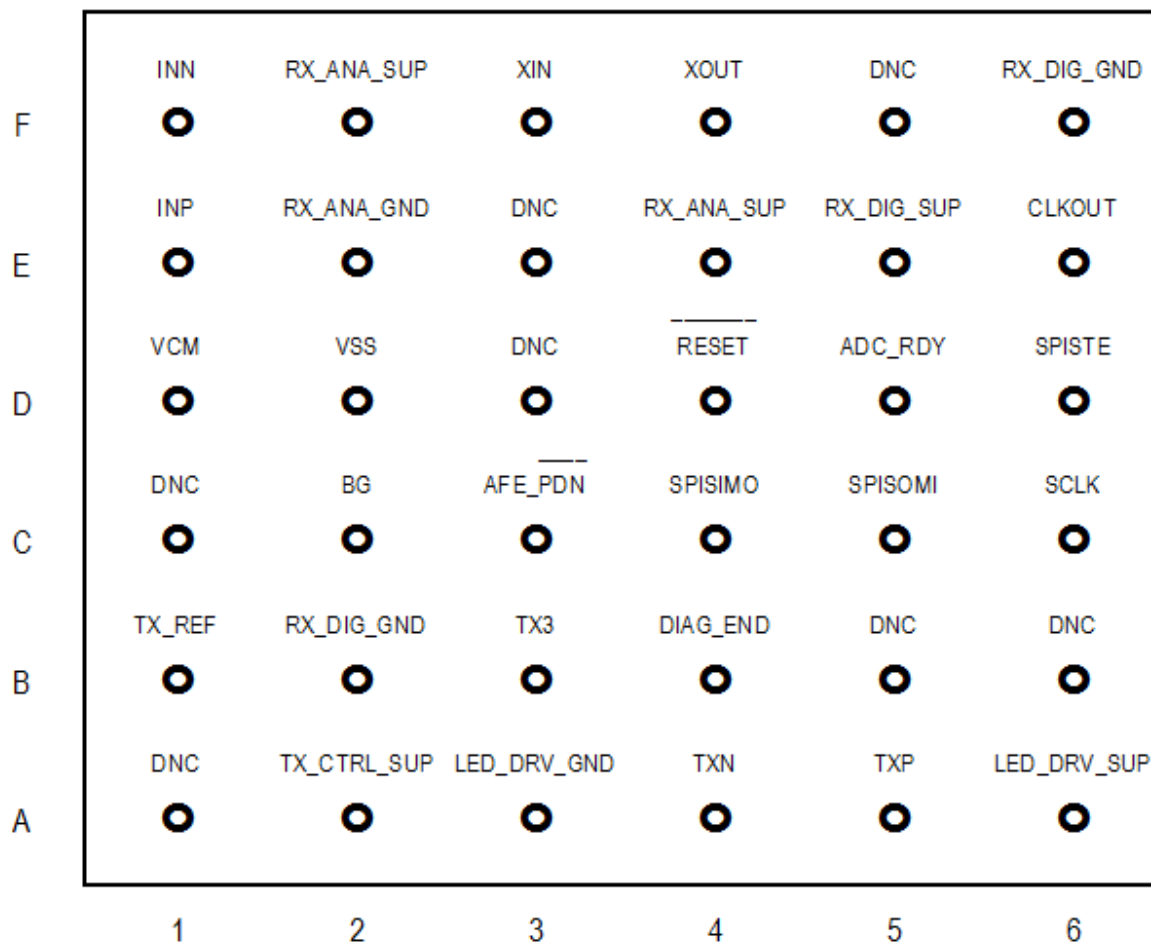 INN RX_ANA_SUP XIN XOUT DNC RX_DIG_GND
F
INP RX_ANA_GND DNC RX_ANA_SUP RX_DIG_SUP CLKOUT
E
VCM VSS DNC RESET ADC_RDY SPISTE
D
DNC BG AFE_PDN SPISIMO SPISOMI SCLK
C
TX_REF RX_DIG_GND TX3 DIAG_END DNC DNC
B
DNC TX_CTRL_SUP LED_DRV_GND TXN TXP LED_DRV_SUP
A
1 2 3 4 5 6